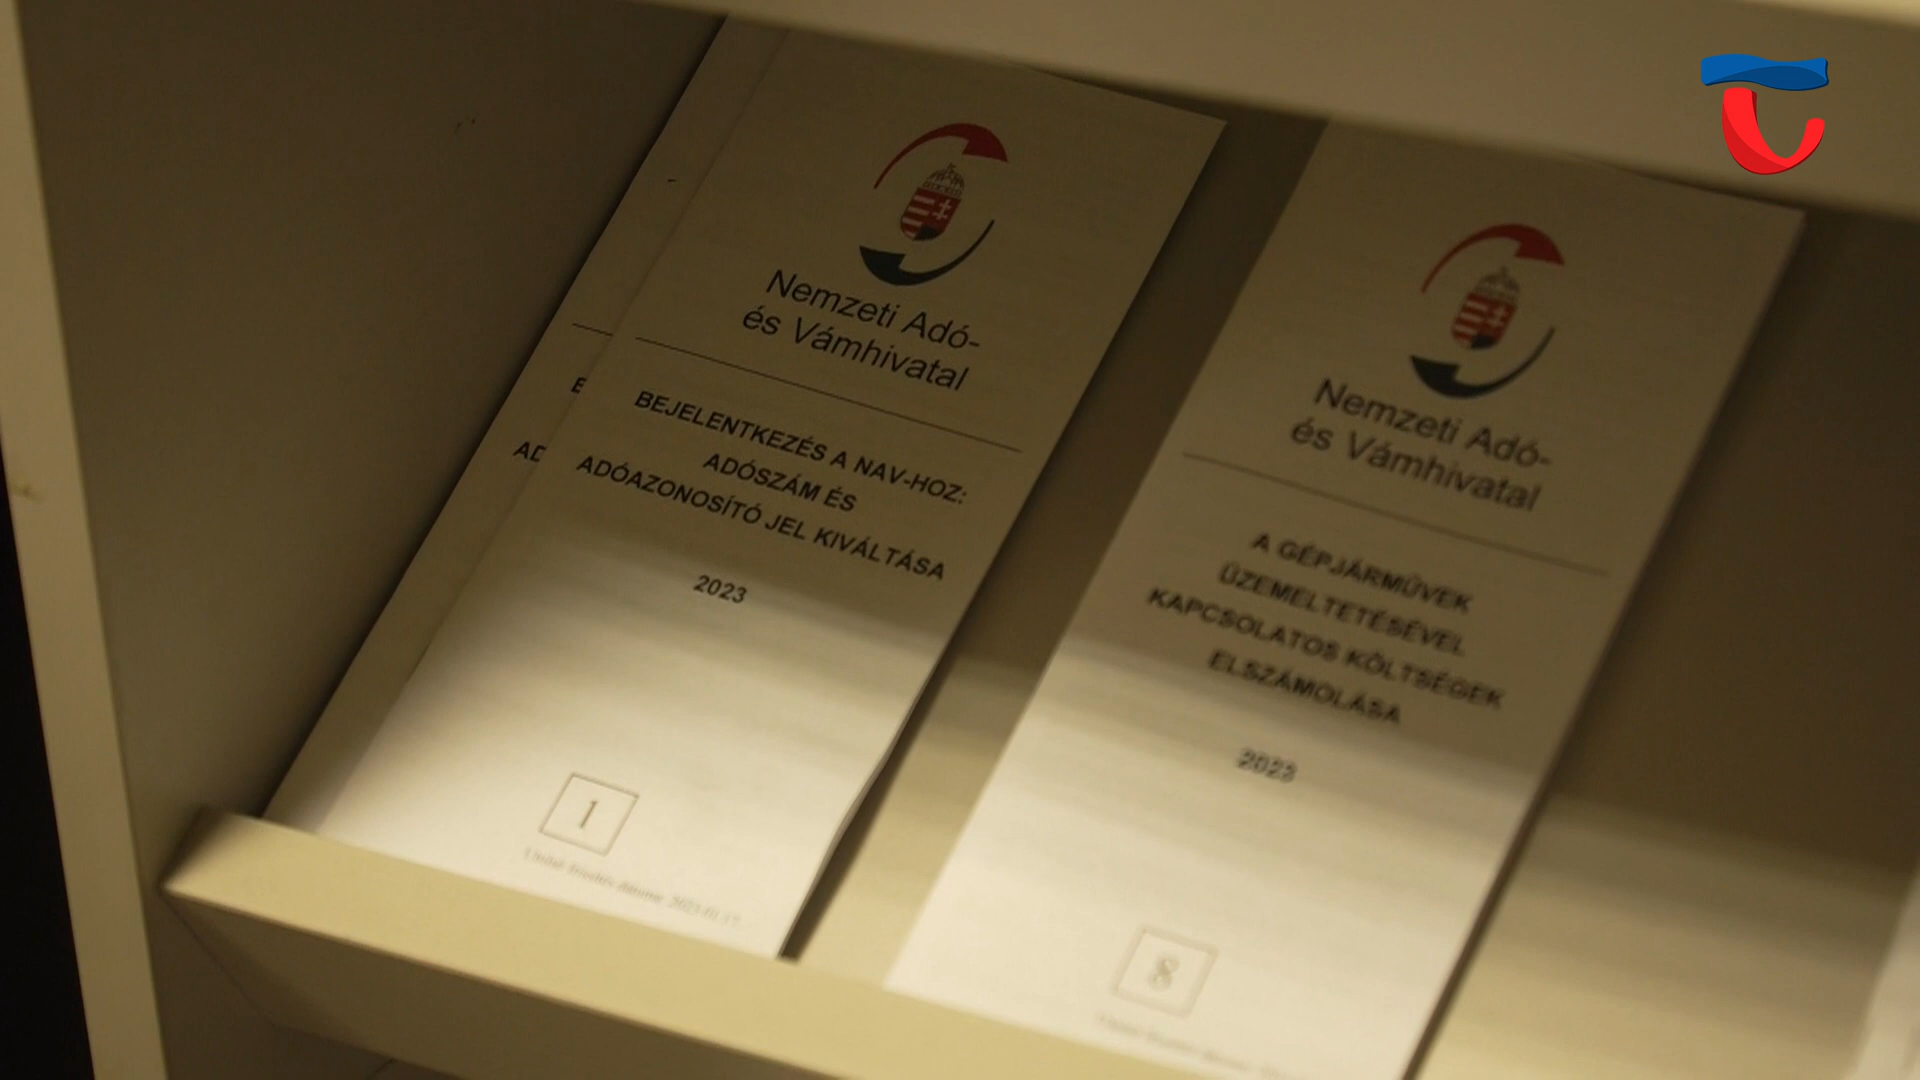 Nemzeti Adó-
és Vámhivatal
BEJELENTKEZÉS A NAV-HOZ:
ADÓSZÁM ÉS
ADÓAZONOSÍTÓ JEL KIVÁLTÁSA
2023
1
Nemzeti Adó-
és Vámhivatal
A GÉPJÁRMŰVEK
ÜZEMELTETÉSÉVEL
KAPCSOLATOS KÖLTSÉGEK
ELSZÁMOLÁSA
2023
8